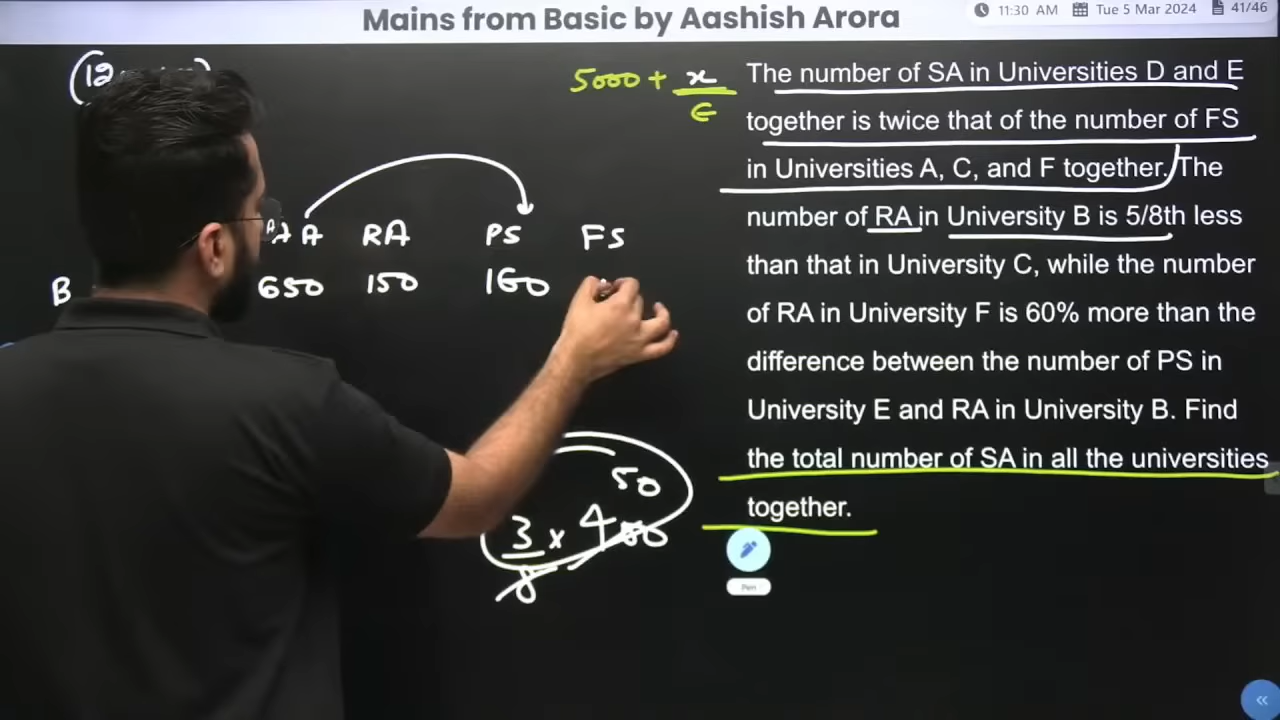 Mains from Basic by Aashish Arora
11:30 AM Tue 5 Mar 2024 41/46
(12
5000 + x/E
The number of SA in Universities D and E
together is twice that of the number of FS
in Universities A, C, and F together. The
number of RA in University B is 5/8th less
than that in University C, while the number
of RA in University F is 60% more than the
difference between the number of PS in
University E and RA in University B. Find
the total number of SA in all the universities
together.
A RA PS FS
B 650 150 160
50
3/8 x 400
Pen